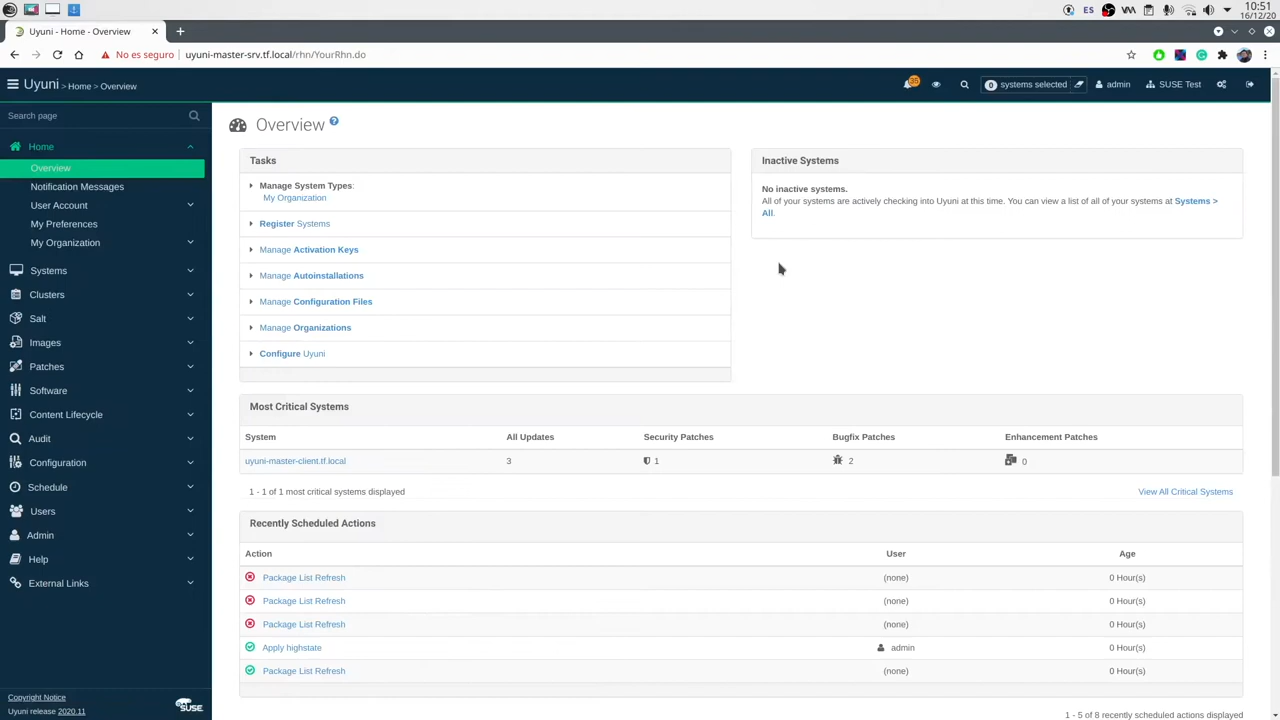 ES
10:51
16/12/20
Uyuni - Home - Overview
No es seguro
uyuni-master-srv.tf.local/rhn/YourRhn.do
Uyuni > Home > Overview
35
0 systems selected
admin
SUSE Test
Search page
Home
Overview
Notification Messages
User Account
My Preferences
My Organization
Systems
Clusters
Salt
Images
Patches
Software
Content Lifecycle
Audit
Configuration
Schedule
Users
Admin
Help
External Links
Copyright Notice
Uyuni release 2020.11
SUSE
Overview
Tasks
Manage System Types:
My Organization
Register Systems
Manage Activation Keys
Manage Autoinstallations
Manage Configuration Files
Manage Organizations
Configure Uyuni
Inactive Systems
No inactive systems.
All of your systems are actively checking into Uyuni at this time. You can view a list of all of your systems at Systems >
All.
Most Critical Systems
System All Updates Security Patches Bugfix Patches Enhancement Patches
uyuni-master-client.tf.local 3 1 2 0
1 - 1 of 1 most critical systems displayed
View All Critical Systems
Recently Scheduled Actions
Action User Age
Package List Refresh (none) 0 Hour(s)
Package List Refresh (none) 0 Hour(s)
Package List Refresh (none) 0 Hour(s)
Apply highstate admin 0 Hour(s)
Package List Refresh (none) 0 Hour(s)
1 - 5 of 8 recently scheduled actions displayed